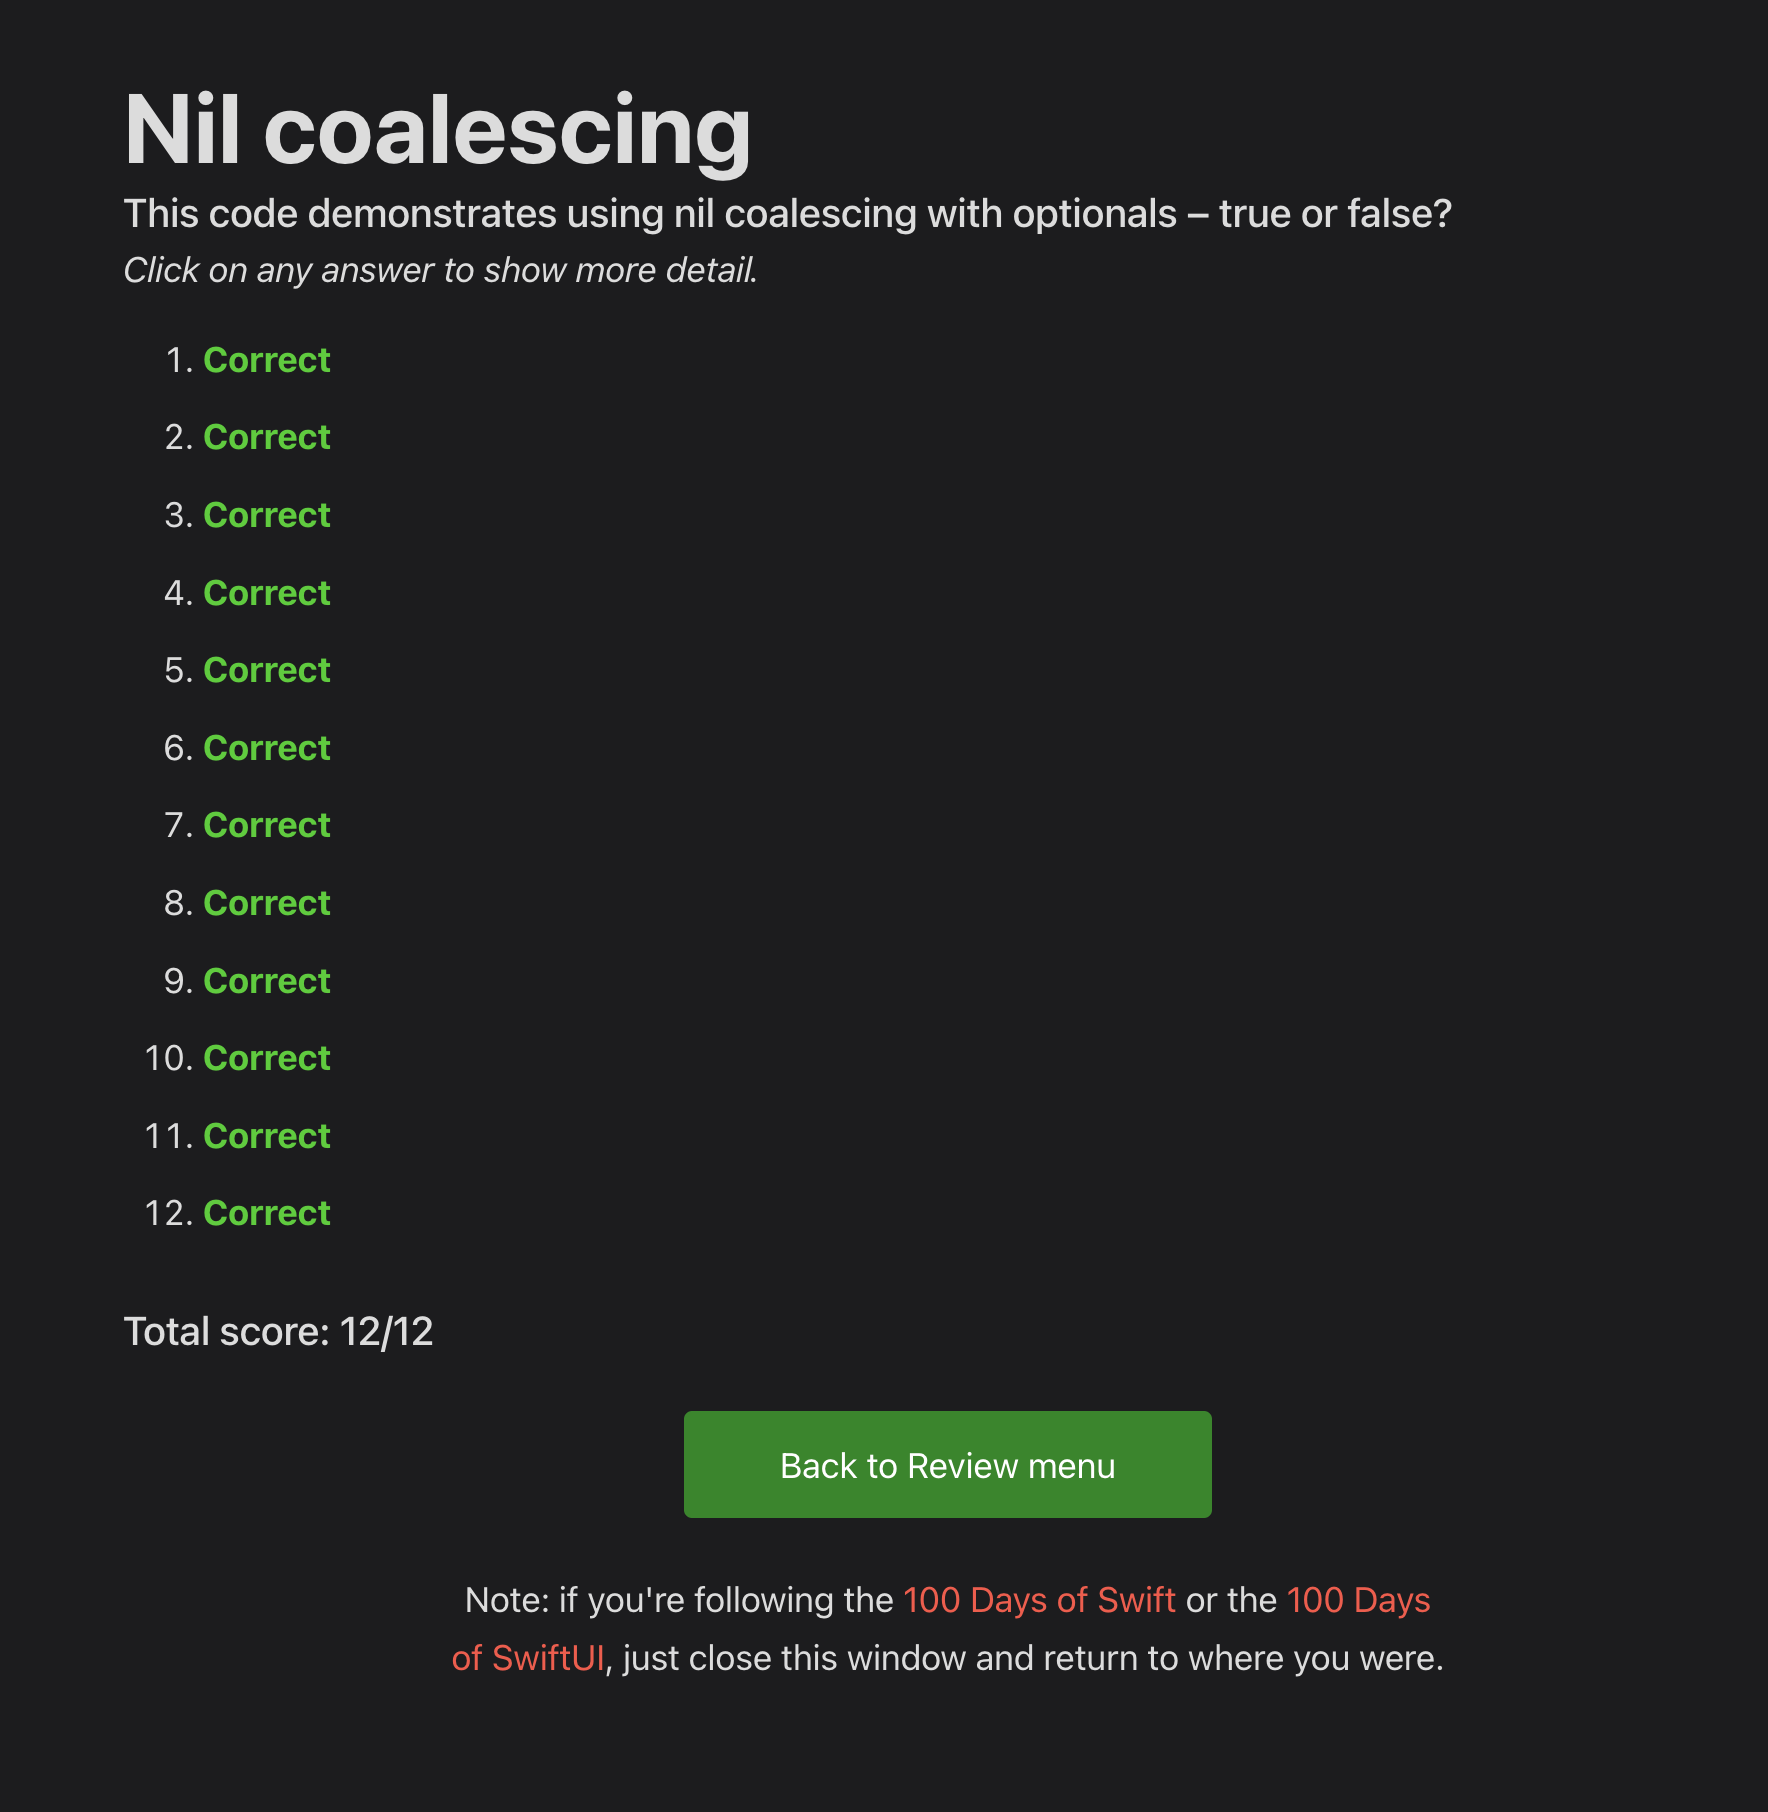 Nil coalescing
This code demonstrates using nil coalescing with optionals – true or false?
Click on any answer to show more detail.
1. Correct
2. Correct
3. Correct
4. Correct
5. Correct
6. Correct
7. Correct
8. Correct
9. Correct
10. Correct
11. Correct
12. Correct
Total score: 12/12
Back to Review menu
Note: if you're following the 100 Days of Swift or the 100 Days
of SwiftUI, just close this window and return to where you were.